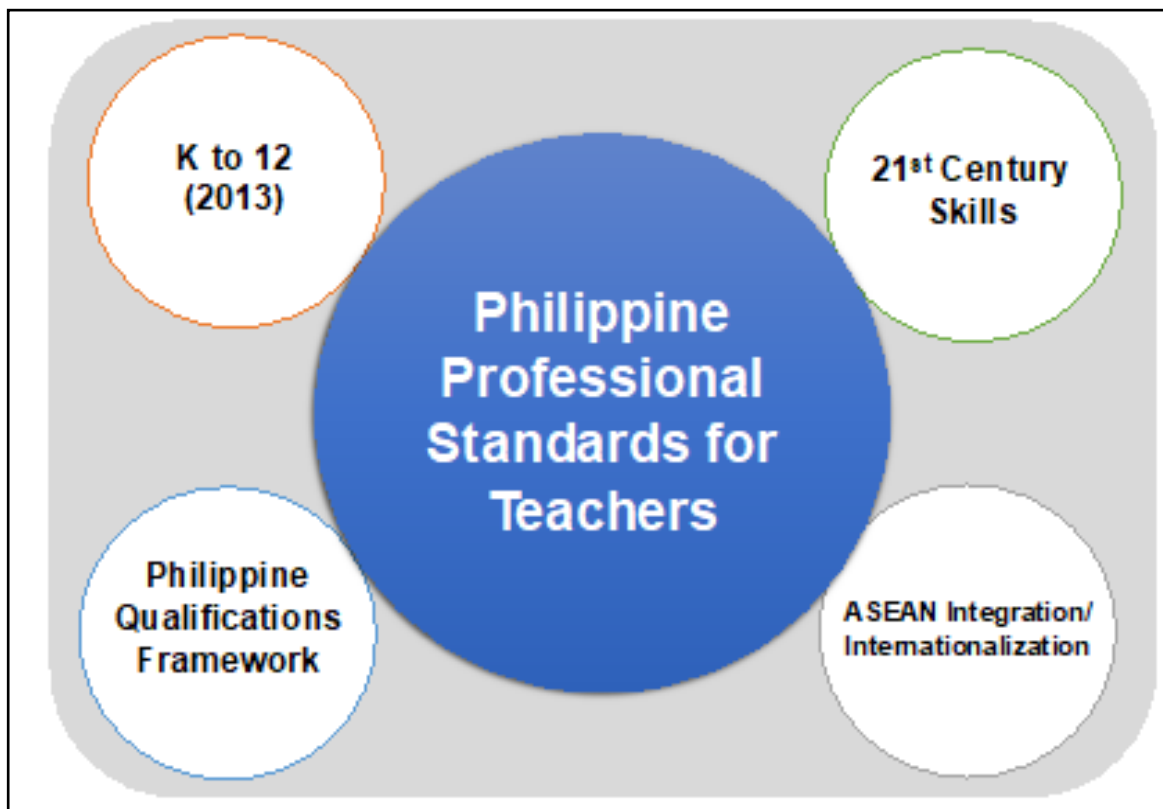 K to 12
(2013)
21st Century
Skills
Philippine
Professional
Standards for
Teachers
Philippine
Qualifications
Framework
ASEAN Integration/
Internationalization